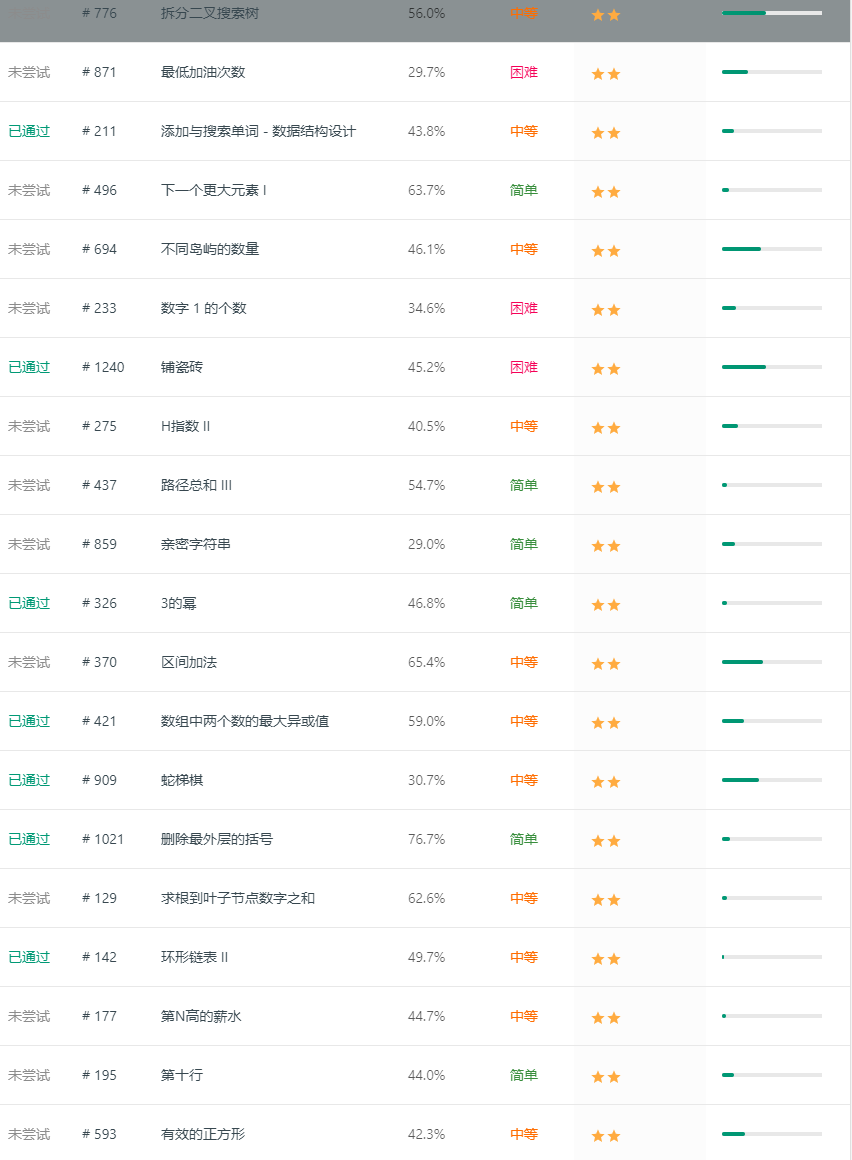 # 776 拆分二叉搜索树 56.0% 中等
未尝试 # 871 最低加油次数 29.7% 困难
已通过 # 211 添加与搜索单词 - 数据结构设计 43.8% 中等
未尝试 # 496 下一个更大元素 I 63.7% 简单
未尝试 # 694 不同岛屿的数量 46.1% 中等
未尝试 # 233 数字 1 的个数 34.6% 困难
已通过 # 1240 铺瓷砖 45.2% 困难
未尝试 # 275 H指数 II 40.5% 中等
未尝试 # 437 路径总和 III 54.7% 简单
未尝试 # 859 亲密字符串 29.0% 简单
已通过 # 326 3的幂 46.8% 简单
未尝试 # 370 区间加法 65.4% 中等
已通过 # 421 数组中两个数的最大异或值 59.0% 中等
已通过 # 909 蛇梯棋 30.7% 中等
已通过 # 1021 删除最外层的括号 76.7% 简单
未尝试 # 129 求根到叶子节点数字之和 62.6% 中等
已通过 # 142 环形链表 II 49.7% 中等
未尝试 # 177 第N高的薪水 44.7% 中等
未尝试 # 195 第十行 44.0% 简单
未尝试 # 593 有效的正方形 42.3% 中等